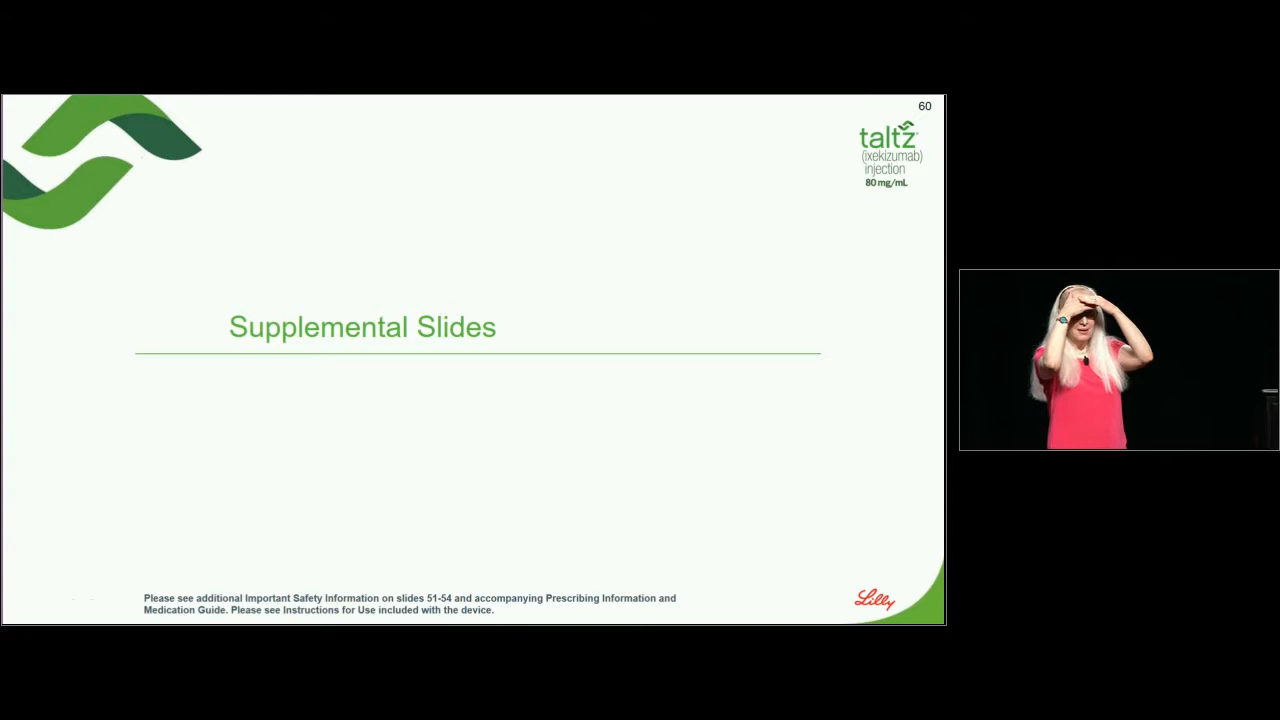 60
taltz
(ixekizumab)
injection
80 mg/mL
Supplemental Slides
Please see additional Important Safety Information on slides 51-54 and accompanying Prescribing Information and
Medication Guide. Please see Instructions for Use included with the device.
Lilly